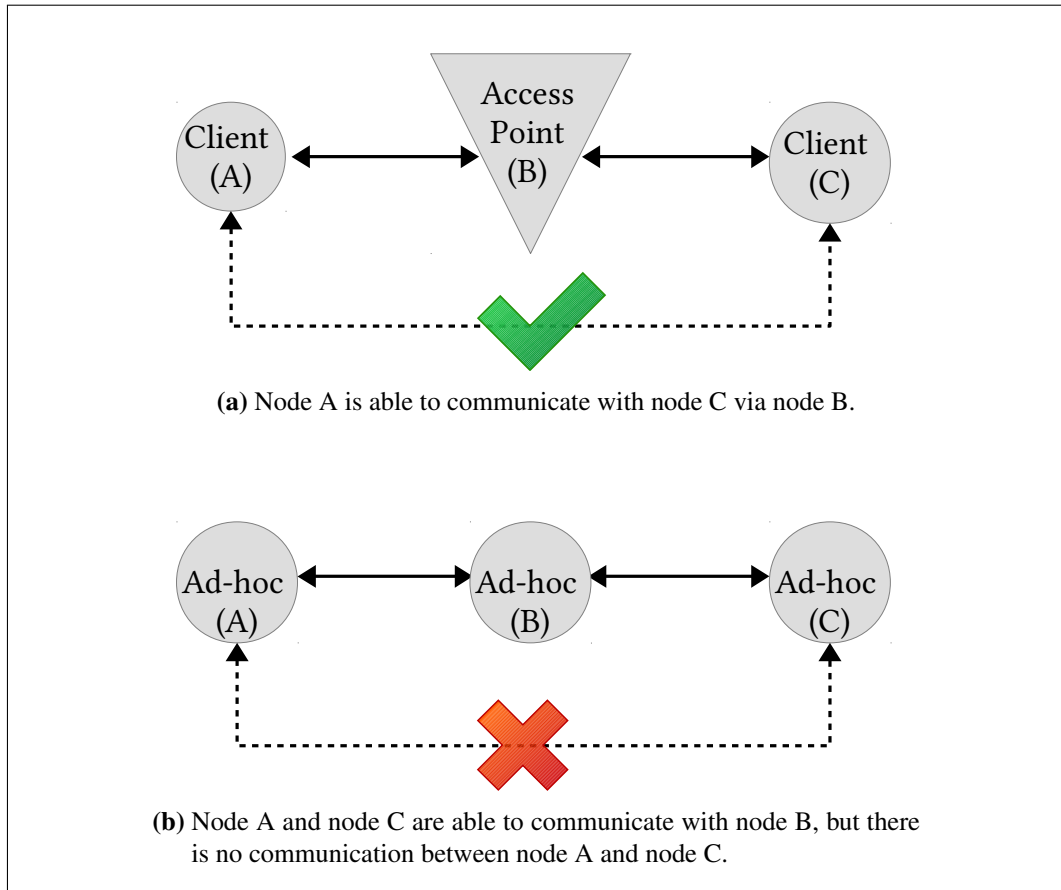 Access
Point
(B)
Client
(A)
Client
(C)
(a) Node A is able to communicate with node C via node B.
Ad-hoc
(A)
Ad-hoc
(B)
Ad-hoc
(C)
(b) Node A and node C are able to communicate with node B, but there
is no communication between node A and node C.